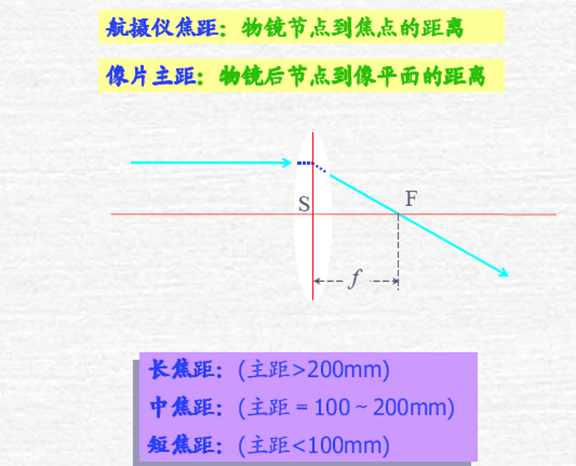 航摄仪焦距：物镜节点到焦点的距离
像片主距：物镜后节点到像平面的距离
S
F
f
长焦距：(主距>200mm)
中焦距：(主距 = 100 ~ 200mm)
短焦距：(主距<100mm)